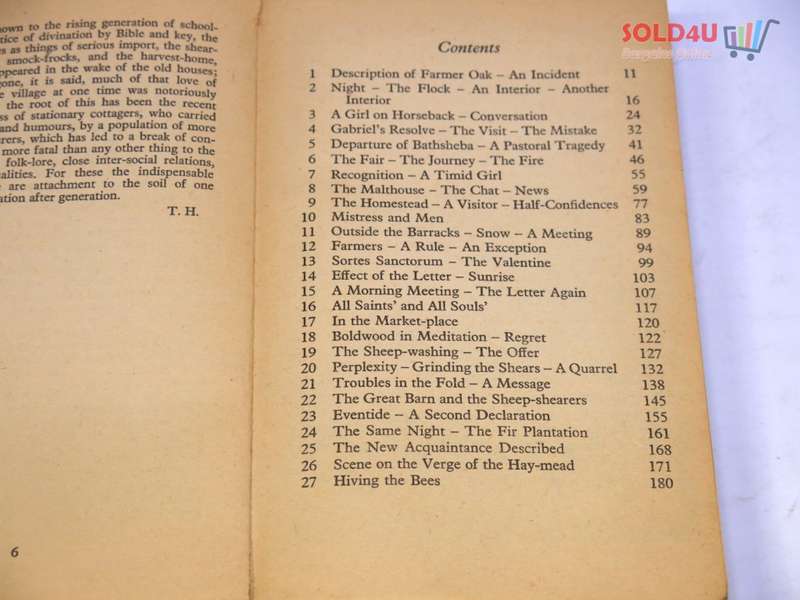 own to the rising generation of school-
tice of divination by Bible and key, the
es as things of serious import, the shear-
smock-frocks, and the harvest-home,
ppeared in the wake of the old houses;
gone, it is said, much of that love of
e village at one time was notoriously
the root of this has been the recent
ss of stationary cottagers, who carried
and humours, by a population of more
rers, which has led to a break of con-
more fatal than any other thing to the
folk-lore, close inter-social relations,
alities. For these the indispensable
e are attachment to the soil of one
ation after generation.
T. H.
6
SOLD4U
Bargains Online
Contents
1 Description of Farmer Oak – An Incident 11
2 Night – The Flock – An Interior – Another
Interior 16
3 A Girl on Horseback – Conversation 24
4 Gabriel's Resolve – The Visit – The Mistake 32
5 Departure of Bathsheba – A Pastoral Tragedy 41
6 The Fair – The Journey – The Fire 46
7 Recognition – A Timid Girl 55
8 The Malthouse – The Chat – News 59
9 The Homestead – A Visitor – Half-Confidences 77
10 Mistress and Men 83
11 Outside the Barracks – Snow – A Meeting 89
12 Farmers – A Rule – An Exception 94
13 Sortes Sanctorum – The Valentine 99
14 Effect of the Letter – Sunrise 103
15 A Morning Meeting – The Letter Again 107
16 All Saints' and All Souls' 117
17 In the Market-place 120
18 Boldwood in Meditation – Regret 122
19 The Sheep-washing – The Offer 127
20 Perplexity – Grinding the Shears – A Quarrel 132
21 Troubles in the Fold – A Message 138
22 The Great Barn and the Sheep-shearers 145
23 Eventide – A Second Declaration 155
24 The Same Night – The Fir Plantation 161
25 The New Acquaintance Described 168
26 Scene on the Verge of the Hay-mead 171
27 Hiving the Bees 180